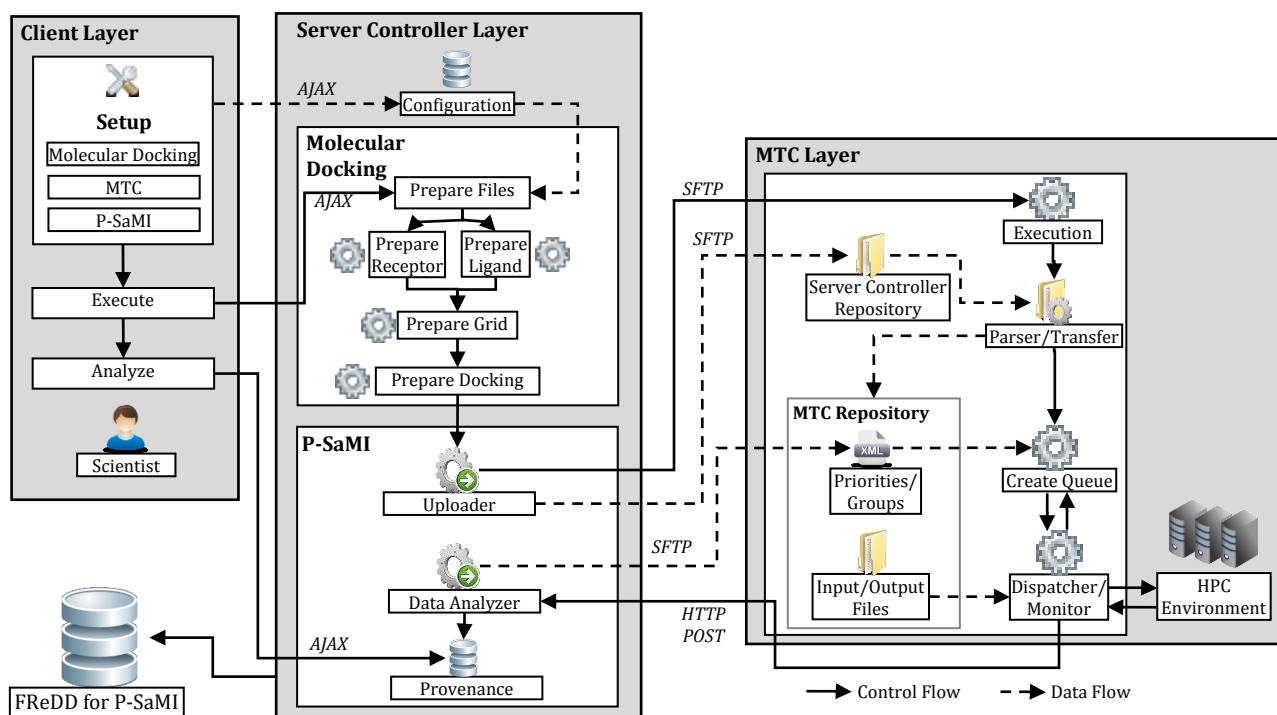 Client Layer
Setup
Molecular Docking
MTC
P-SaMI
Execute
Analyze
Scientist
FReDD for P-SaMI
Server Controller Layer
AJAX
Configuration
Molecular
Docking
AJAX
Prepare Files
Prepare
Receptor
Prepare
Ligand
Prepare Grid
Prepare Docking
P-SaMI
Uploader
Data Analyzer
AJAX
Provenance
SFTP
SFTP
SFTP
HTTP
POST
MTC Layer
Execution
Server Controller
Repository
Parser/Transfer
MTC Repository
XML
Priorities/
Groups
Create Queue
Input/Output
Files
Dispatcher/
Monitor
HPC
Environment
Control Flow
Data Flow